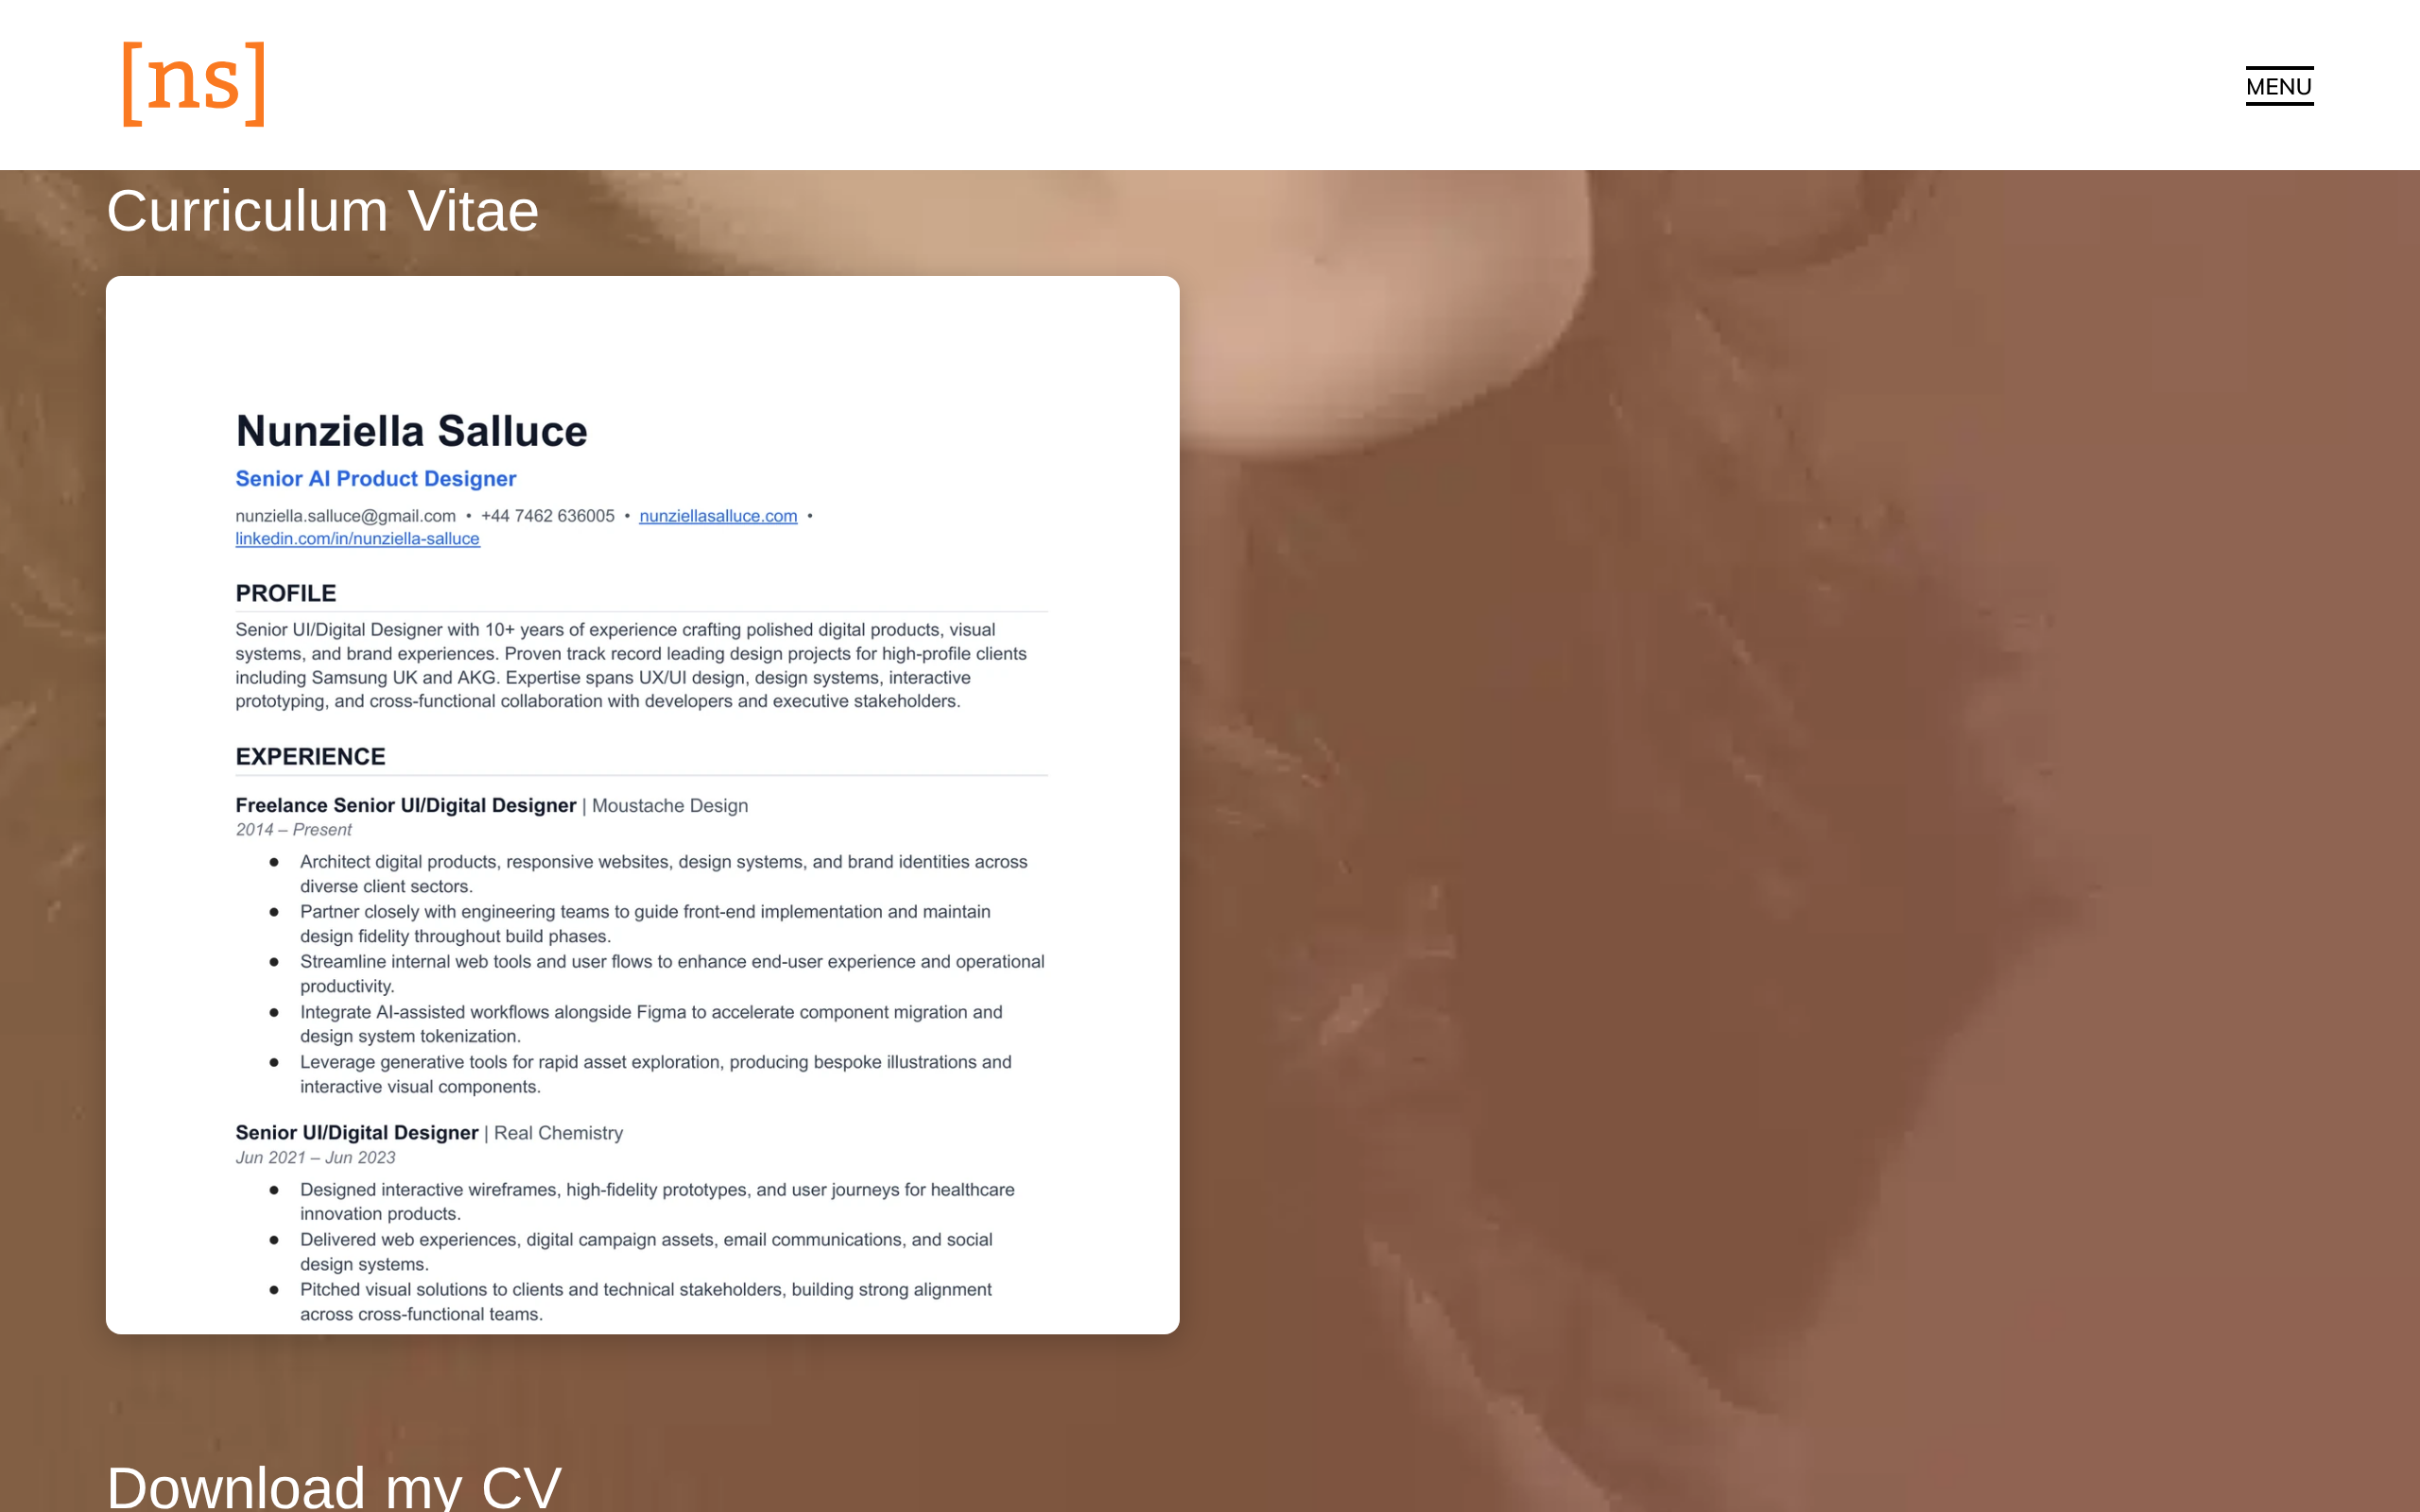 [ns]
MENU
Curriculum Vitae
Nunziella Salluce
Senior AI Product Designer
nunziella.salluce@gmail.com • +44 7462 636005 • nunziellasalluce.com •
linkedin.com/in/nunziella-salluce
PROFILE
Senior UI/Digital Designer with 10+ years of experience crafting polished digital products, visual
systems, and brand experiences. Proven track record leading design projects for high-profile clients
including Samsung UK and AKG. Expertise spans UX/UI design, design systems, interactive
prototyping, and cross-functional collaboration with developers and executive stakeholders.
EXPERIENCE
Freelance Senior UI/Digital Designer | Moustache Design
2014 – Present
● Architect digital products, responsive websites, design systems, and brand identities across
diverse client sectors.
● Partner closely with engineering teams to guide front-end implementation and maintain
design fidelity throughout build phases.
● Streamline internal web tools and user flows to enhance end-user experience and operational
productivity.
● Integrate AI-assisted workflows alongside Figma to accelerate component migration and
design system tokenization.
● Leverage generative tools for rapid asset exploration, producing bespoke illustrations and
interactive visual components.
Senior UI/Digital Designer | Real Chemistry
Jun 2021 – Jun 2023
● Designed interactive wireframes, high-fidelity prototypes, and user journeys for healthcare
innovation products.
● Delivered web experiences, digital campaign assets, email communications, and social
design systems.
● Pitched visual solutions to clients and technical stakeholders, building strong alignment
across cross-functional teams.
Download my CV